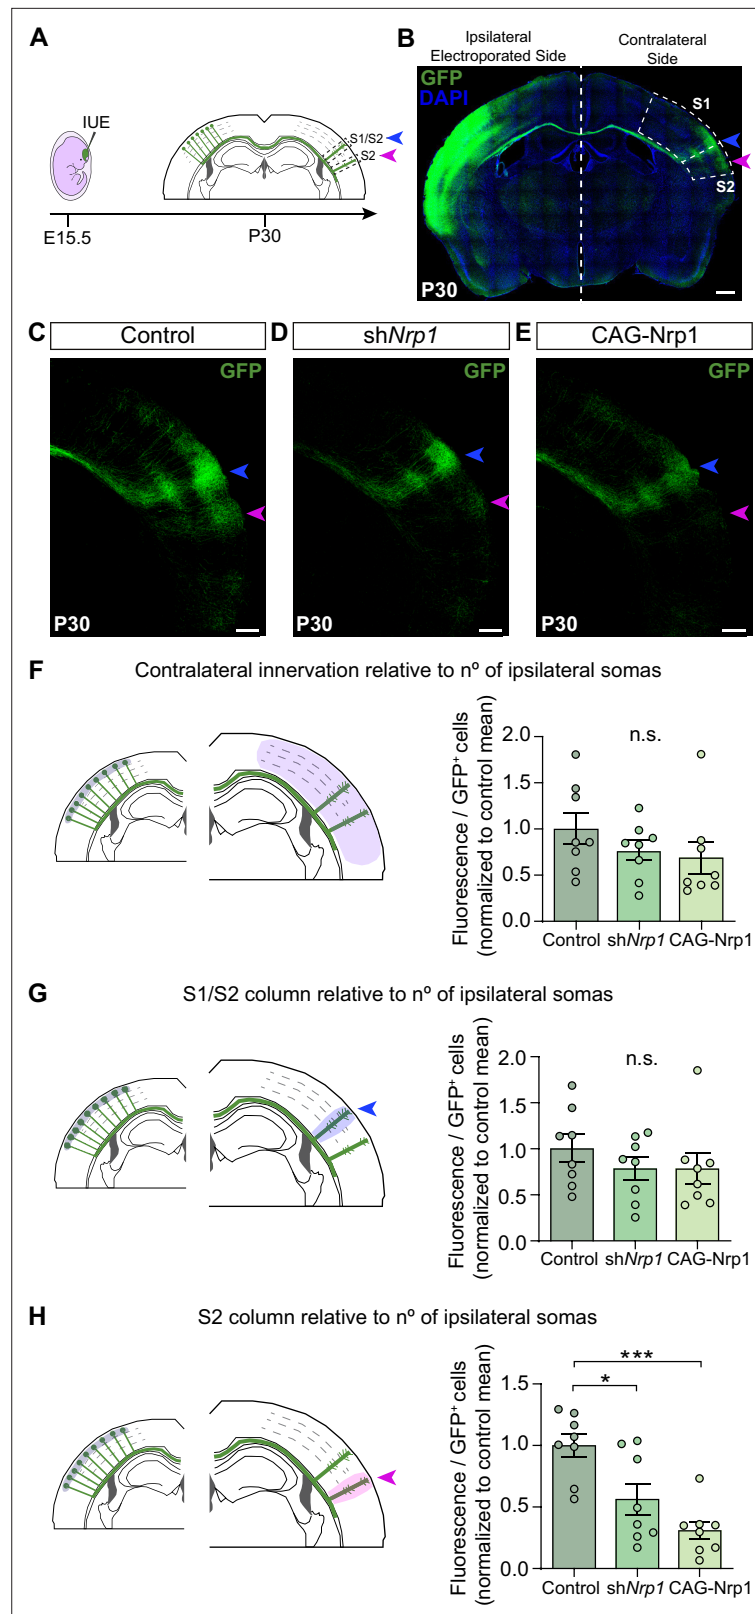 A
IUE
S1/S2
S2
E15.5
P30
B
Ipsilateral
Electroporated Side
Contralateral
Side
GFP
DAPI
S1
S2
P30
C
Control
GFP
P30
D
shNrp1
GFP
P30
E
CAG-Nrp1
GFP
P30
F
Contralateral innervation relative to nº of ipsilateral somas
Fluorescence / GFP⁺ cells
(normalized to control mean)
2.0
1.5
1.0
0.5
0.0
n.s.
Control
shNrp1
CAG-Nrp1
G
S1/S2 column relative to nº of ipsilateral somas
Fluorescence / GFP⁺ cells
(normalized to control mean)
2.0
1.5
1.0
0.5
0.0
n.s.
Control
shNrp1
CAG-Nrp1
H
S2 column relative to nº of ipsilateral somas
Fluorescence / GFP⁺ cells
(normalized to control mean)
1.5
1.0
0.5
0.0
***
*
Control
shNrp1
CAG-Nrp1